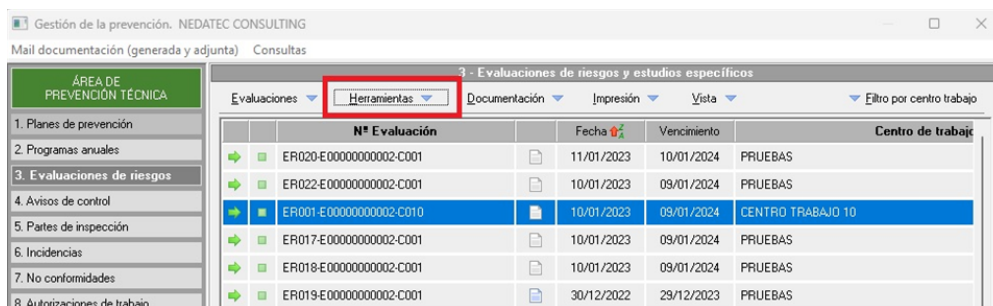 Gestión de la prevención. NEDATEC CONSULTING
Mail documentación (generada y adjunta) Consultas
ÁREA DE
PREVENCIÓN TÉCNICA
1. Planes de prevención
2. Programas anuales
3. Evaluaciones de riesgos
4. Avisos de control
5. Partes de inspección
6. Incidencias
7. No conformidades
8. Autorizaciones de trabajo
3 - Evaluaciones de riesgos y estudios específicos
Evaluaciones Herramientas Documentación Impresión Vista Filtro por centro trabajo
Nº Evaluación Fecha Vencimiento Centro de trabajo
ER020-E00000000002-C001 11/01/2023 10/01/2024 PRUEBAS
ER022-E00000000002-C001 10/01/2023 09/01/2024 PRUEBAS
ER001-E00000000002-C010 10/01/2023 09/01/2024 CENTRO TRABAJO 10
ER017-E00000000002-C001 10/01/2023 09/01/2024 PRUEBAS
ER018-E00000000002-C001 10/01/2023 09/01/2024 PRUEBAS
ER019-E00000000002-C001 30/12/2022 29/12/2023 PRUEBAS